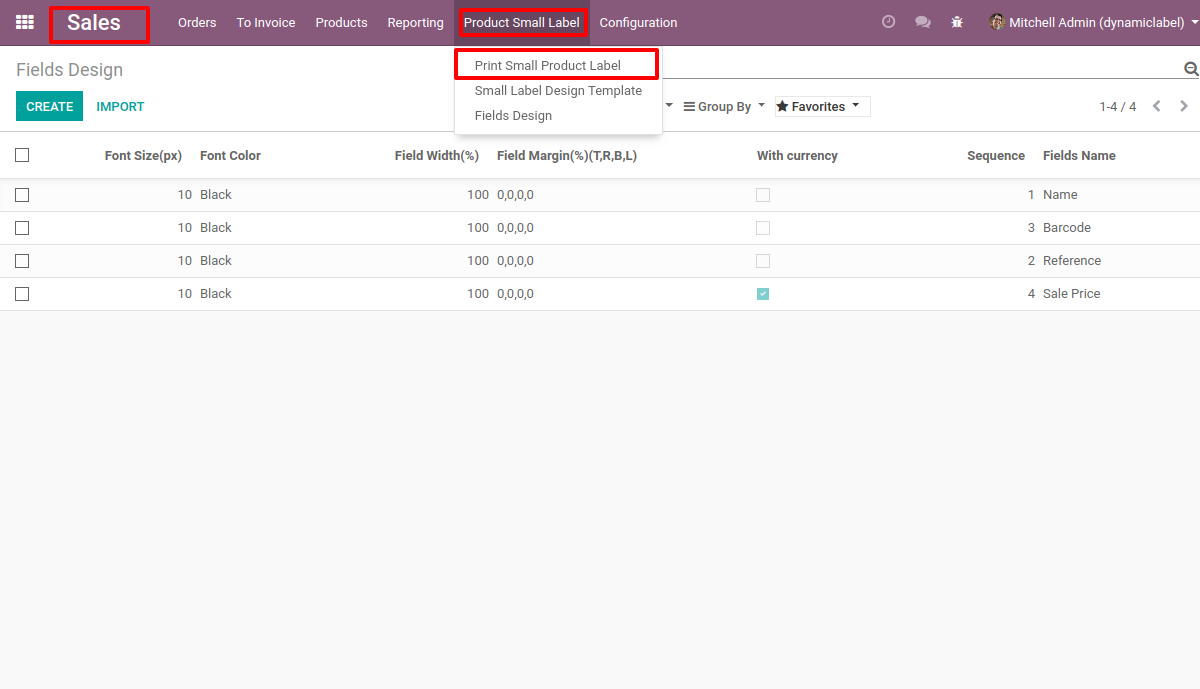 Sales Orders To Invoice Products Reporting Product Small Label Configuration Mitchell Admin (dynamiclabel)
Fields Design
Print Small Product Label
Small Label Design Template
Fields Design
CREATE IMPORT Group By Favorites 1-4 / 4
Font Size(px) Font Color Field Width(%) Field Margin(%)(T,R,B,L) With currency Sequence Fields Name
10 Black 100 0,0,0,0 1 Name
10 Black 100 0,0,0,0 3 Barcode
10 Black 100 0,0,0,0 2 Reference
10 Black 100 0,0,0,0 4 Sale Price